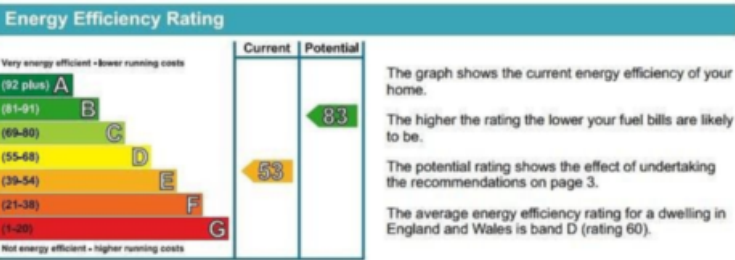 Energy Efficiency Rating
Current Potential
Very energy efficient - lower running costs
(92 plus) A
(81-91) B
(69-80) C
(55-68) D
(39-54) E
(21-38) F
(1-20) G
Not energy efficient - higher running costs
53
83
The graph shows the current energy efficiency of your
home.
The higher the rating the lower your fuel bills are likely
to be.
The potential rating shows the effect of undertaking
the recommendations on page 3.
The average energy efficiency rating for a dwelling in
England and Wales is band D (rating 60).